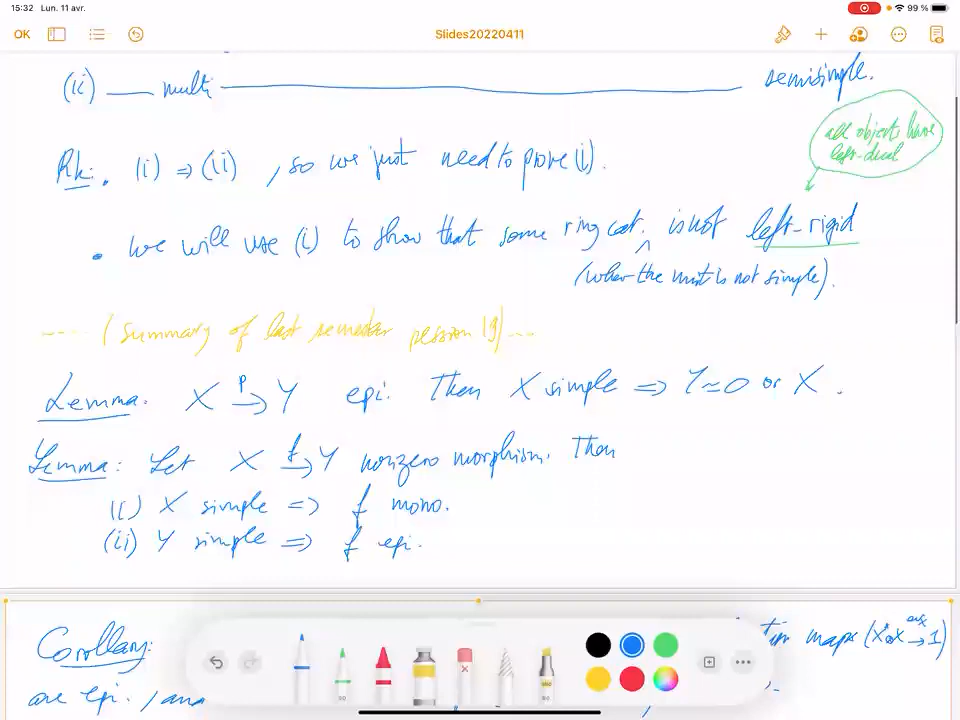 15:32 Lun. 11 avr.
99 %
OK
Slides20220411
(ii) multi semisimple.
all objects have
left-dual
Rk: . (i) ⇒ (ii) , so we just need to prove (i).
. we will use (i) to show that some ring cat. is not left-rigid
(when the unit is not simple).
---- (summary of last semester session 19) ---
Lemma. X →p Y epi. Then X simple ⇒ Y ≃ 0 or X.
Lemma: Let X →f Y nonzero morphism. Then
(i) X simple ⇒ f mono.
(ii) Y simple ⇒ f epi.
Corollary: maps (X*⊗X →1)
are epi. , and